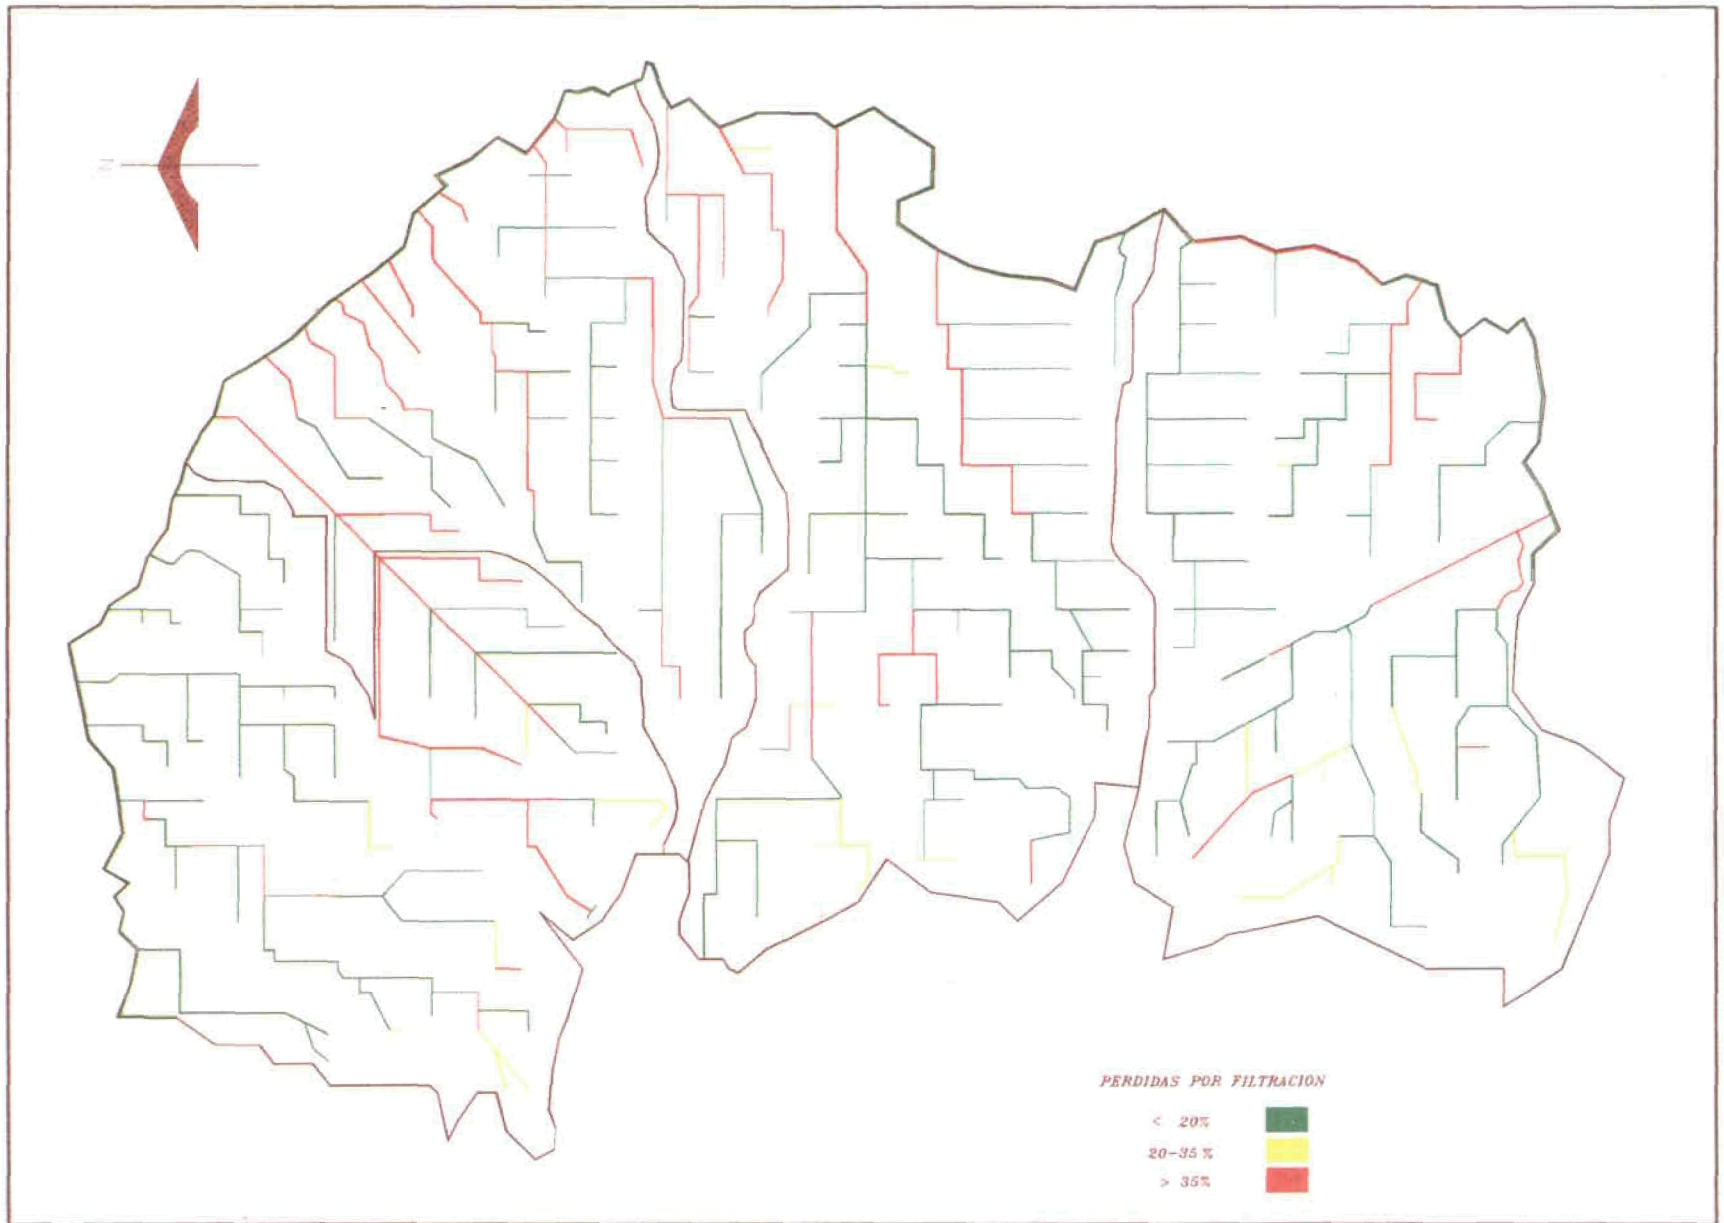 N
PERDIDAS POR FILTRACION
< 20%
20-35 %
> 35%